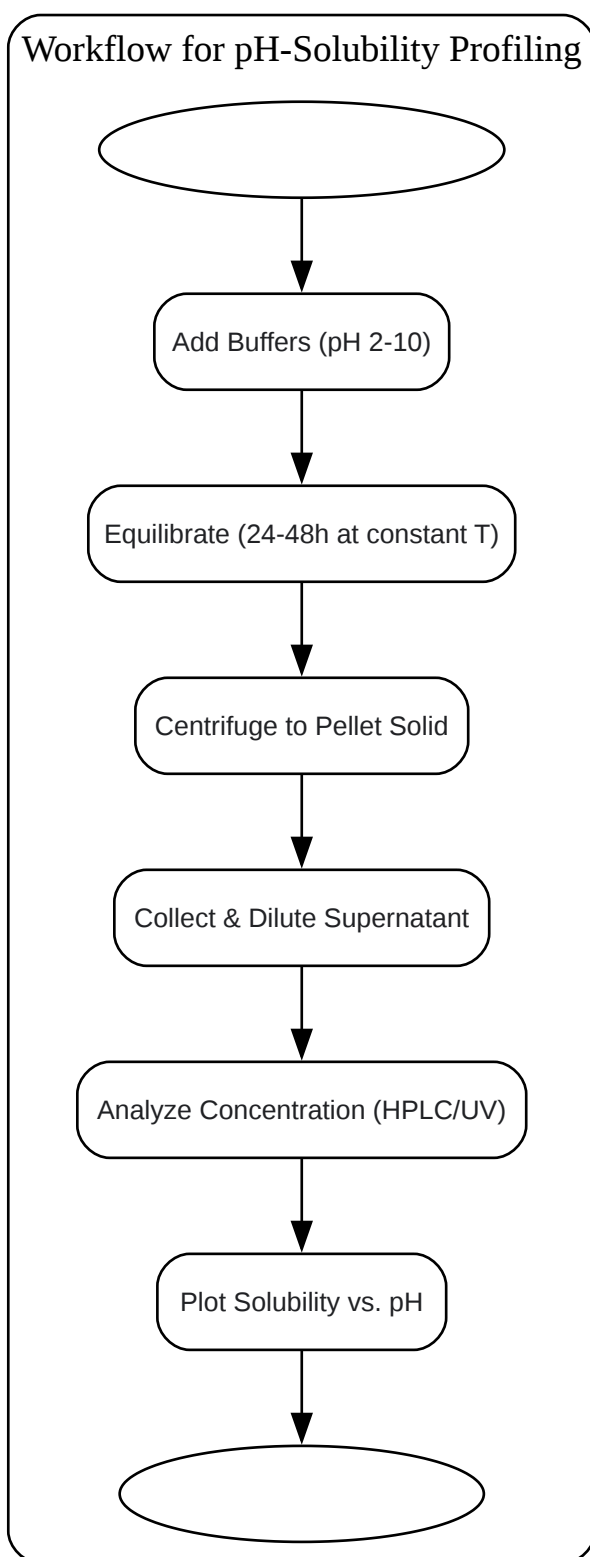 Workflow for pH-Solubility Profiling
Add Buffers (pH 2-10)
Equilibrate (24-48h at constant T)
Centrifuge to Pellet Solid
Collect & Dilute Supernatant
Analyze Concentration (HPLC/UV)
Plot Solubility vs. pH